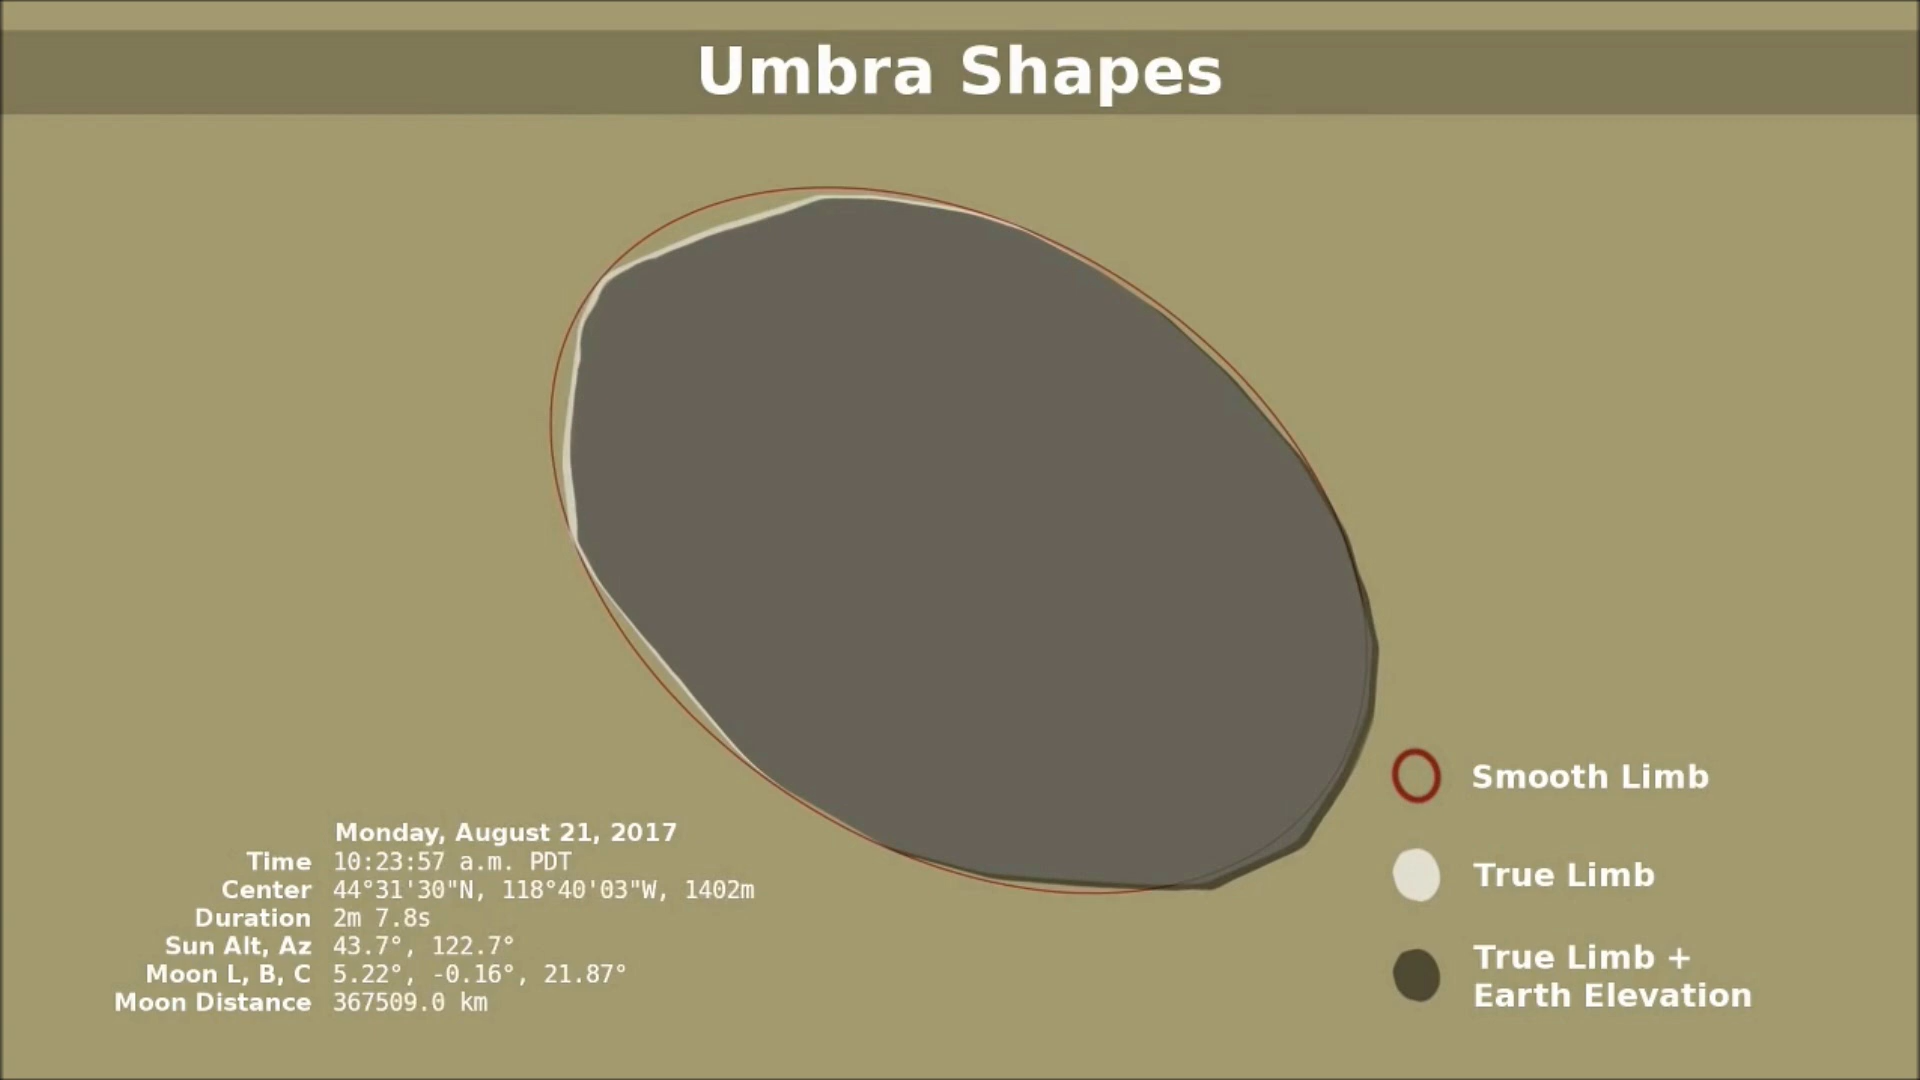 Umbra Shapes
Smooth Limb
True Limb
True Limb +
Earth Elevation
Monday, August 21, 2017
Time 10:23:57 a.m. PDT
Center 44°31'30"N, 118°40'03"W, 1402m
Duration 2m 7.8s
Sun Alt, Az 43.7°, 122.7°
Moon L, B, C 5.22°, -0.16°, 21.87°
Moon Distance 367509.0 km